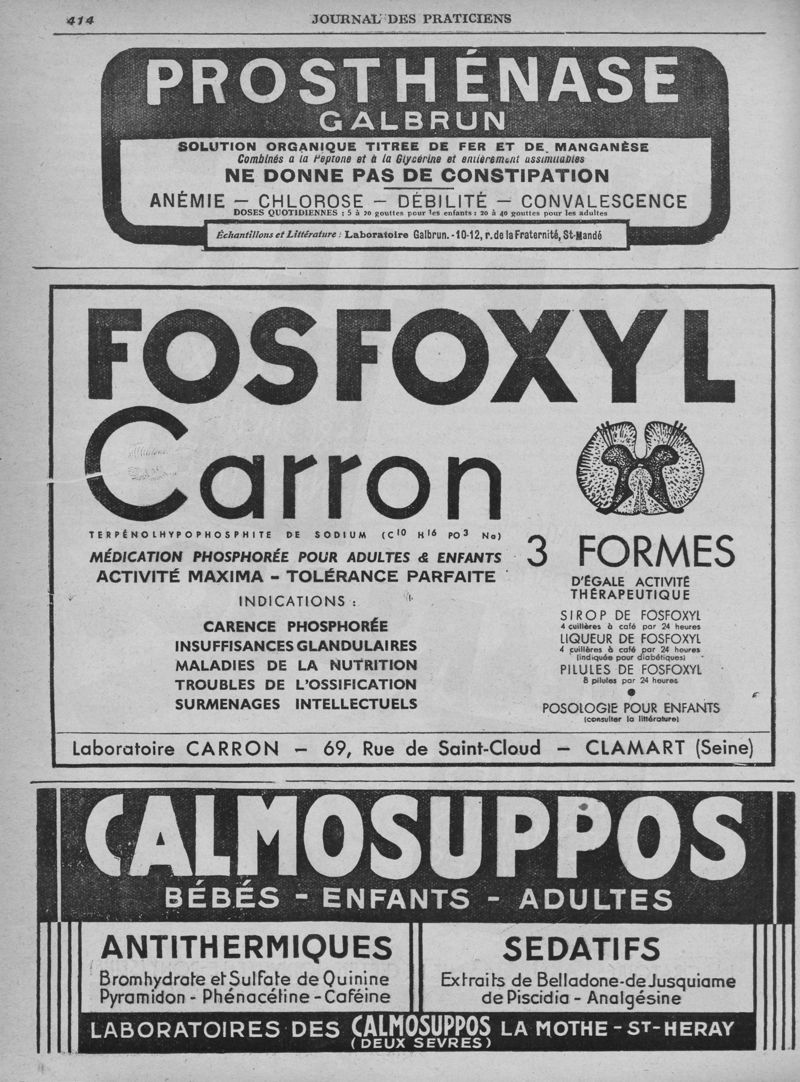 414
JOURNAL DES PRATICIENS
PROSTHÉNASE
GALBRUN
SOLUTION ORGANIQUE TITREE DE FER ET DE MANGANÈSE
Combinés a la Peptone et à la Glycérine et entièrement assimilables
NE DONNE PAS DE CONSTIPATION
ANÉMIE — CHLOROSE — DÉBILITÉ — CONVALESCENCE
DOSES QUOTIDIENNES : 5 à 20 gouttes pour les enfants : 20 à 40 gouttes pour les adultes
Échantillons et Littérature : Laboratoire Galbrun. - 10-12, r. de la Fraternité, St-Mandé
FOSFOXYL
Carron
TERPÉNOLHYPOPHOSPHITE DE SODIUM (C10 H16 PO3 Na)
MÉDICATION PHOSPHORÉE POUR ADULTES & ENFANTS
ACTIVITÉ MAXIMA - TOLÉRANCE PARFAITE
INDICATIONS :
CARENCE PHOSPHORÉE
INSUFFISANCES GLANDULAIRES
MALADIES DE LA NUTRITION
TROUBLES DE L'OSSIFICATION
SURMENAGES INTELLECTUELS
3 FORMES
D'ÉGALE ACTIVITÉ
THÉRAPEUTIQUE
SIROP DE FOSFOXYL
4 cuillères à café par 24 heures
LIQUEUR DE FOSFOXYL
4 cuillères à café par 24 heures
(indiquée pour diabétiques)
PILULES DE FOSFOXYL
8 pilules par 24 heures
POSOLOGIE POUR ENFANTS
(consulter la littérature)
Laboratoire CARRON — 69, Rue de Saint-Cloud — CLAMART (Seine)
CALMOSUPPOS
BÉBÉS - ENFANTS - ADULTES
ANTITHERMIQUES
Bromhydrate et Sulfate de Quinine
Pyramidon - Phénacétine - Caféine
SEDATIFS
Extraits de Belladone-de Jusquiame
de Piscidia - Analgésine
LABORATOIRES DES CALMOSUPPOS LA MOTHE - ST-HERAY
(DEUX SEVRES)